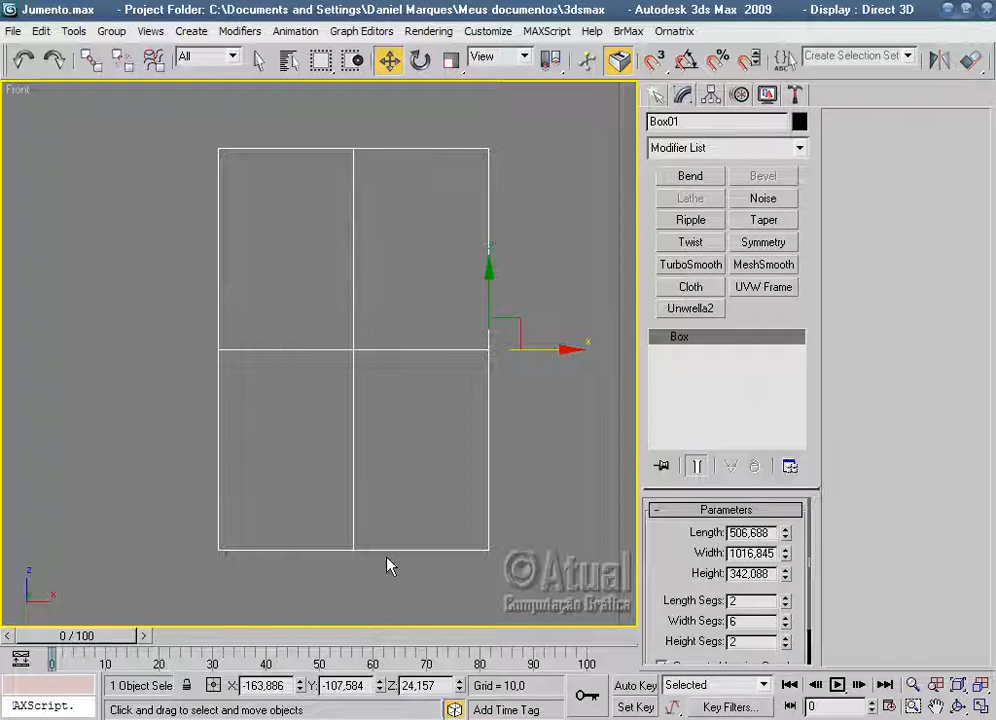 Jumento.max - Project Folder: C:\Documents and Settings\Daniel Marques\Meus documentos\3dsmax - Autodesk 3ds Max 2009 - Display : Direct 3D
File Edit Tools Group Views Create Modifiers Animation Graph Editors Rendering Customize MAXScript Help BrMax Ornatrix
All View Create Selection Set
Front
Box01
Modifier List
Bend Bevel
Lathe Noise
Ripple Taper
Twist Symmetry
TurboSmooth MeshSmooth
Cloth UVW Frame
Unwrella2
Box
y
x
- Parameters
Length: 506,688
Width: 1016,845
Height: 342,088
Length Segs: 2
Width Segs: 6
Height Segs: 2
z
x
©Atual
Computação Gráfica
< 0 / 100 >
0 10 20 30 40 50 60 70 80 90 100
1 Object Sele X: -163,886 Y: -107,584 Z: 24,157 Grid = 10,0 Auto Key Selected
AXScript. Click and drag to select and move objects Add Time Tag Set Key Key Filters... 0